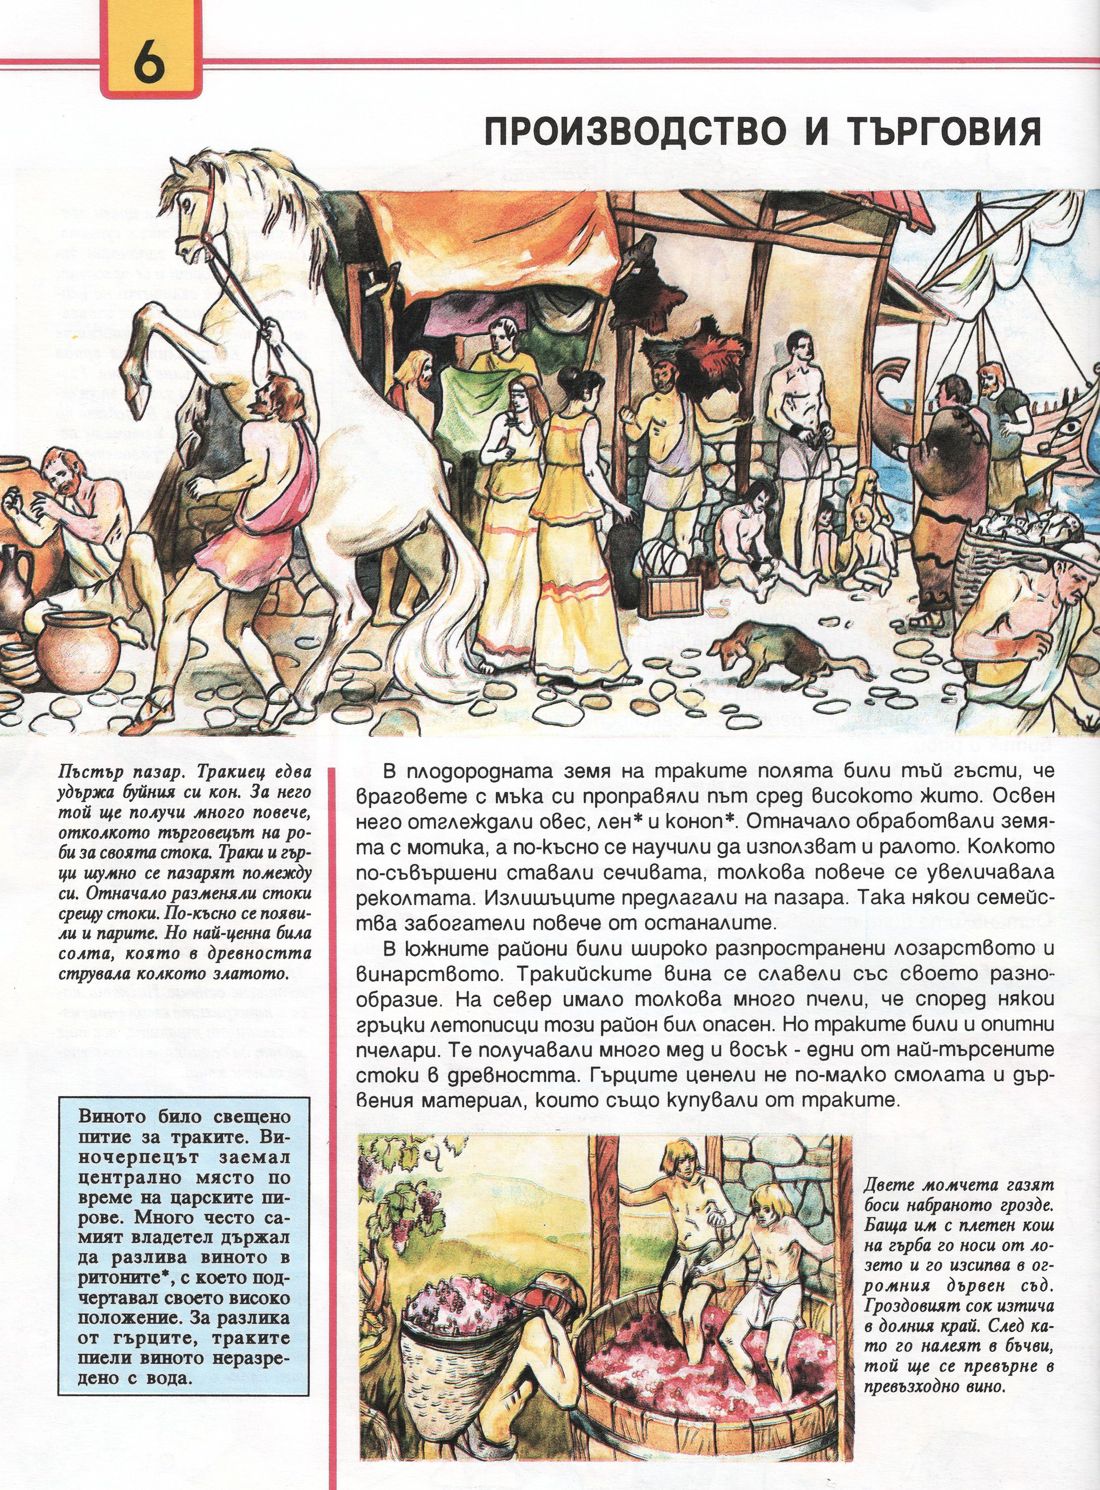 6
ПРОИЗВОДСТВО И ТЪРГОВИЯ
Пъстър пазар. Тракиец едва
удържа буйния си кон. За него
той ще получи много повече,
отколкото търговецът на ро-
би за своята стока. Траки и гър-
ци шумно се пазарят помежду
си. Отначало разменяли стоки
срещу стоки. По-късно се появи-
ли и парите. Но най-ценна била
солта, която в древността
струвала колкото златото.
В плодородната земя на траките полята били тъй гъсти, че
враговете с мъка си проправяли път сред високото жито. Освен
него отглеждали овес, лен* и коноп*. Отначало обработвали земя-
та с мотика, а по-късно се научили да използват и ралото. Колкото
по-съвършени ставали сечивата, толкова повече се увеличавала
реколтата. Излишъците предлагали на пазара. Така някои семейс-
тва забогатели повече от останалите.
В южните райони били широко разпространени лозарството и
винарството. Тракийските вина се славели със своето разно-
образие. На север имало толкова много пчели, че според някои
гръцки летописци този район бил опасен. Но траките били и опитни
пчелари. Те получавали много мед и восък - едни от най-търсените
стоки в древността. Гърците ценели не по-малко смолата и дър-
вения материал, които също купували от траките.
Виното било свещено
питие за траките. Ви-
ночерпецът заемал
централно място по
време на царските пи-
рове. Много често са-
мият владетел държал
да разлива виното в
ритоните*, с което под-
чертавал своето високо
положение. За разлика
от гърците, траките
пиели виното неразре-
дено с вода.
Двете момчета газят
боси набраното грозде.
Баща им с плетен кош
на гърба го носи от ло-
зето и го изсипва в ог-
ромния дървен съд.
Гроздовият сок изтича
в долния край. След ка-
то го налеят в бъчви,
той ще се превърне в
превъзходно вино.